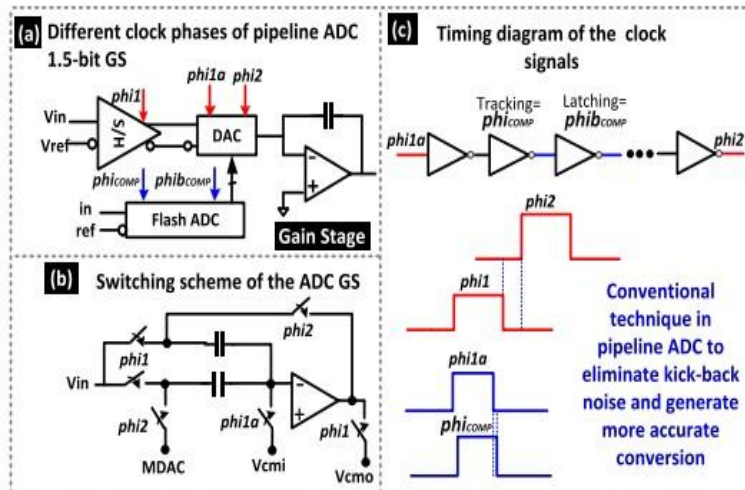 (a) Different clock phases of pipeline ADC
1.5-bit GS
phi1a phi2
phi1
Vin
Vref
S/H
DAC
phiCOMP phibCOMP
in
ref
Flash ADC
-
+
Gain Stage
(b) Switching scheme of the ADC GS
phi2
phi1
Vin
phi2
phi1a
phi1
-
+
MDAC
Vcmi
Vcmo
(c) Timing diagram of the clock
signals
Tracking= Latching=
phiCOMP phibCOMP
phi1a
phi2
phi2
phi1
phi1a
phiCOMP
Conventional
technique in
pipeline ADC to
eliminate kick-back
noise and generate
more accurate
conversion